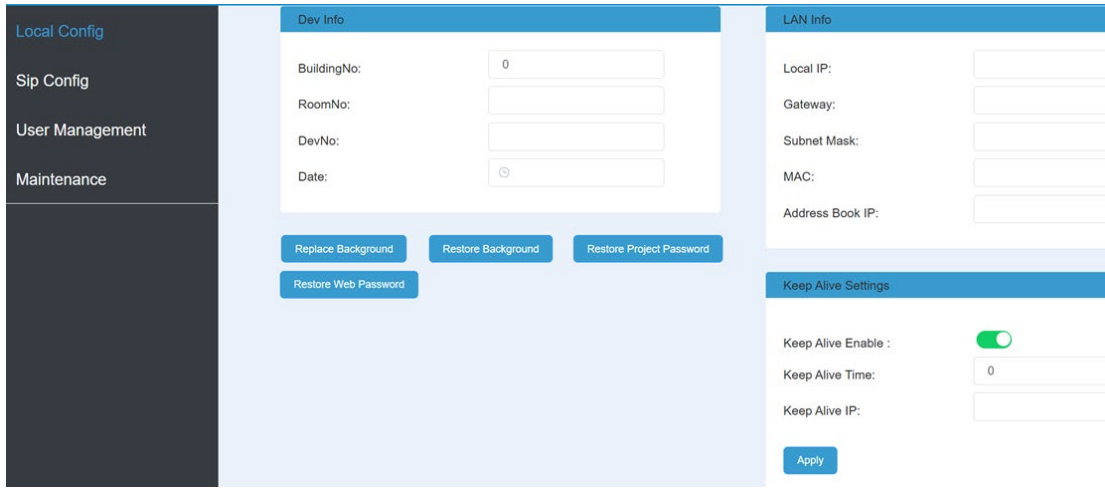 Local Config
Sip Config
User Management
Maintenance
Dev Info
BuildingNo: 0
RoomNo:
DevNo:
Date:
Replace Background Restore Background Restore Project Password
Restore Web Password
LAN Info
Local IP:
Gateway:
Subnet Mask:
MAC:
Address Book IP:
Keep Alive Settings
Keep Alive Enable :
Keep Alive Time: 0
Keep Alive IP:
Apply